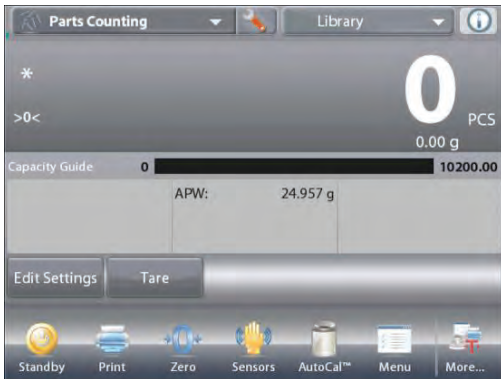 Parts Counting Library
*
>0<
0 PCS
0.00 g
Capacity Guide 0 10200.00
APW: 24.957 g
Edit Settings Tare
Standby Print Zero Sensors AutoCal™ Menu More...